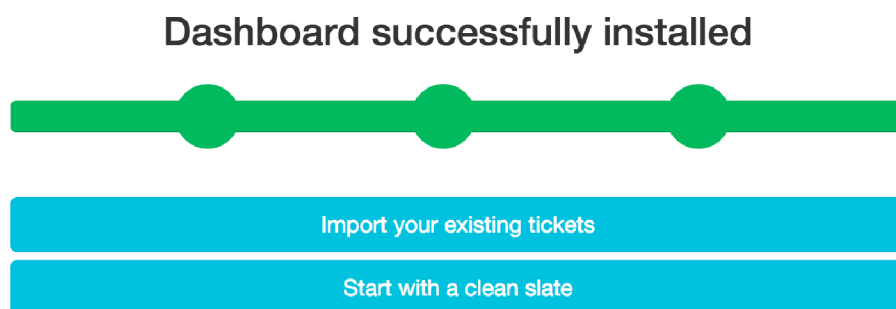 Dashboard successfully installed
Import your existing tickets
Start with a clean slate